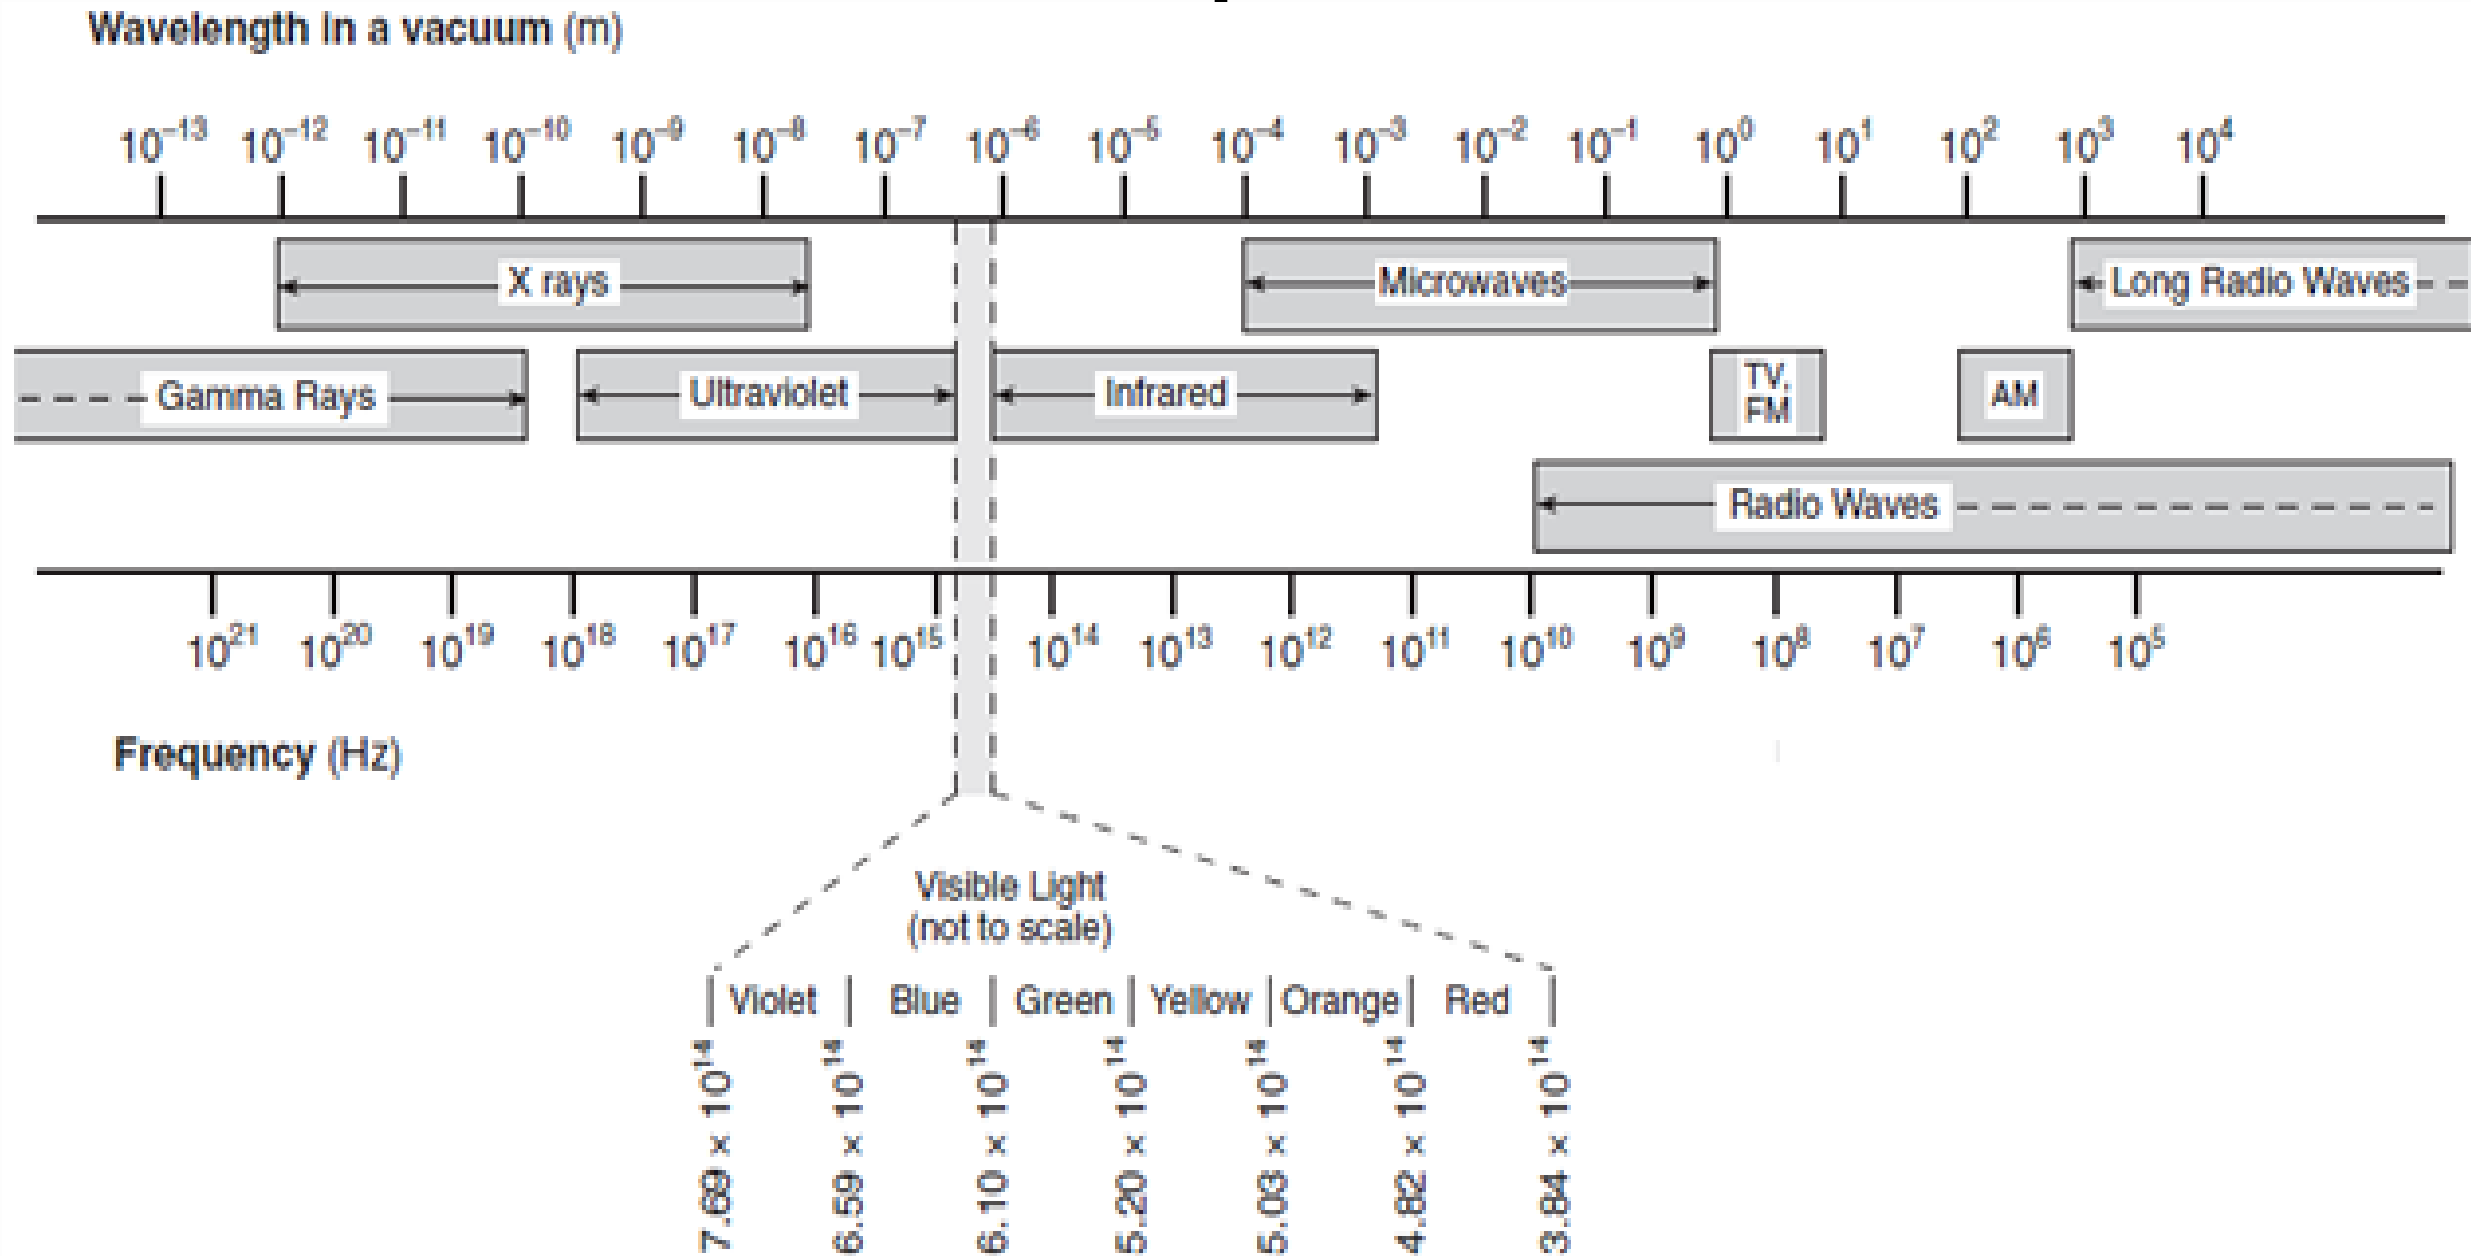 Wavelength in a vacuum (m)
10⁻¹³ 10⁻¹² 10⁻¹¹ 10⁻¹⁰ 10⁻⁹ 10⁻⁸ 10⁻⁷ 10⁻⁶ 10⁻⁵ 10⁻⁴ 10⁻³ 10⁻² 10⁻¹ 10⁰ 10¹ 10² 10³ 10⁴
X rays Microwaves Long Radio Waves
Gamma Rays Ultraviolet Infrared TV, FM AM
Radio Waves
10²¹ 10²⁰ 10¹⁹ 10¹⁸ 10¹⁷ 10¹⁶ 10¹⁵ 10¹⁴ 10¹³ 10¹² 10¹¹ 10¹⁰ 10⁹ 10⁸ 10⁷ 10⁶ 10⁵
Frequency (Hz)
Visible Light
(not to scale)
Violet Blue Green Yellow Orange Red
7.69 × 10¹⁴
6.59 × 10¹⁴
6.10 × 10¹⁴
5.20 × 10¹⁴
5.03 × 10¹⁴
4.82 × 10¹⁴
3.84 × 10¹⁴